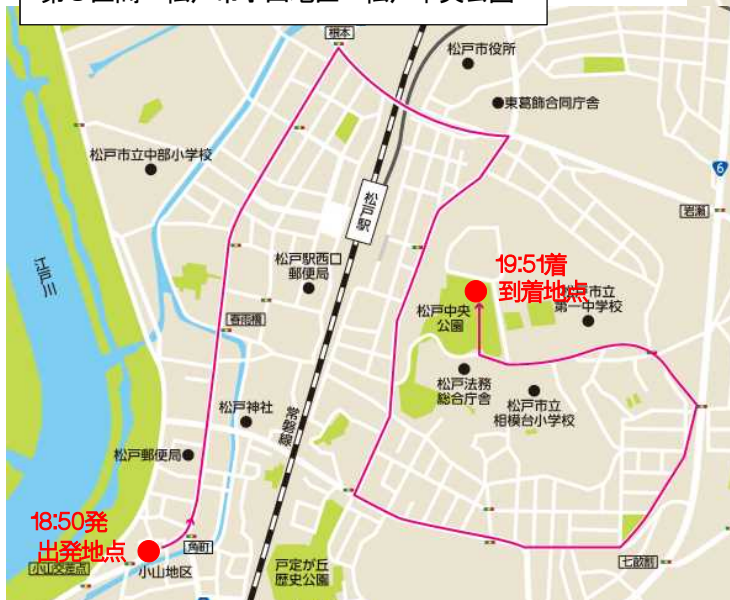 根本
松戸市役所
東葛飾合同庁舎
6
松戸市立中部小学校
松戸駅
岩瀬
江戸川
松戸駅西口
郵便局
19:51着
到着地点
松戸中央
公園
第一中学校
松戸法務
総合庁舎
松戸市立
相模台小学校
松戸神社
常磐線
松戸郵便局
18:50発
出発地点
角町
小山地区
戸定が丘
歴史公園
七畝割